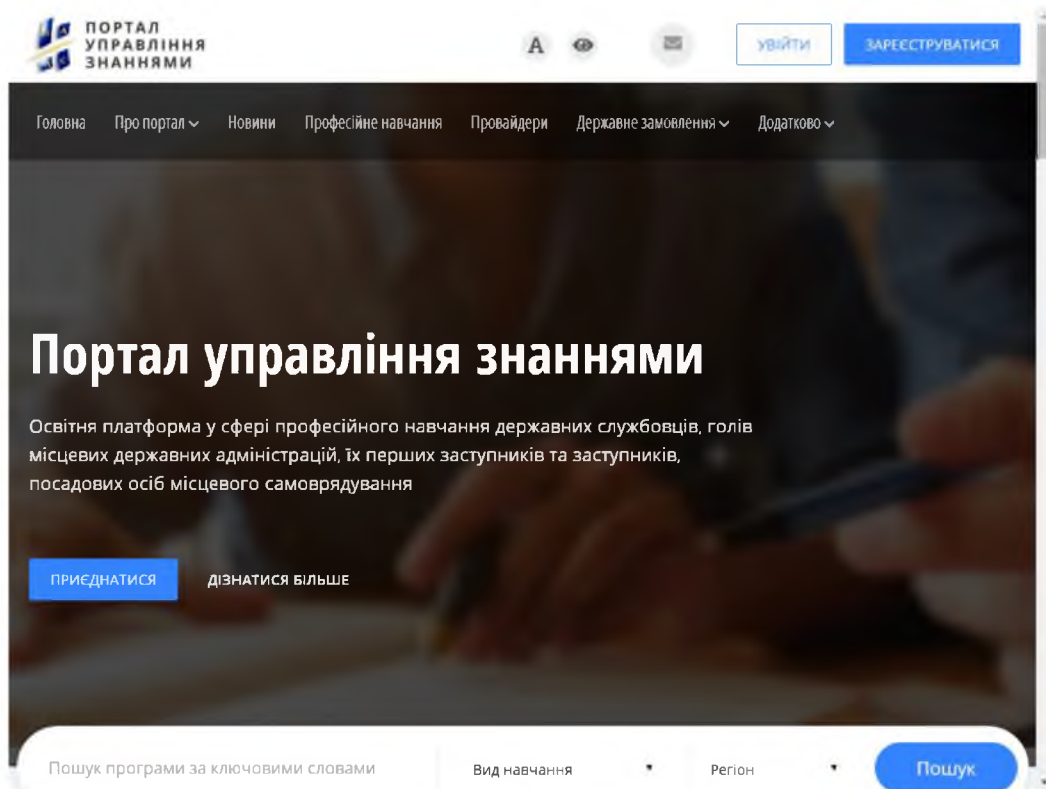 ПОРТАЛ
УПРАВЛІННЯ
ЗНАННЯМИ
A
УВІЙТИ
ЗАРЕЄСТРУВАТИСЯ
Головна Про портал Новини Професійне навчання Провайдери Державне замовлення Додатково
Портал управління знаннями
Освітня платформа у сфері професійного навчання державних службовців, голів
місцевих державних адміністрацій, їх перших заступників та заступників,
посадових осіб місцевого самоврядування
ПРИЄДНАТИСЯ
ДІЗНАТИСЯ БІЛЬШЕ
Пошук програми за ключовими словами
Вид навчання
Регіон
Пошук